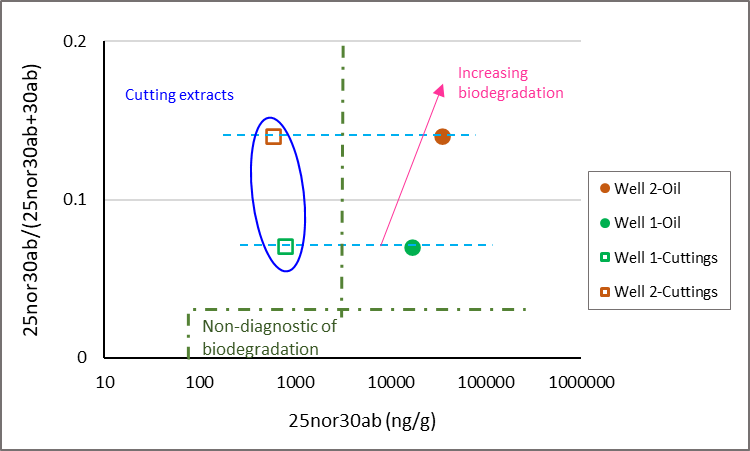 0.2
Increasing
biodegradation
Cutting extracts
25nor30ab/(25nor30ab+30ab)
Well 2-Oil
0.1
Well 1-Oil
Well 1-Cuttings
Well 2-Cuttings
Non-diagnostic of
biodegradation
0
10 100 1000 10000 100000 1000000
25nor30ab (ng/g)